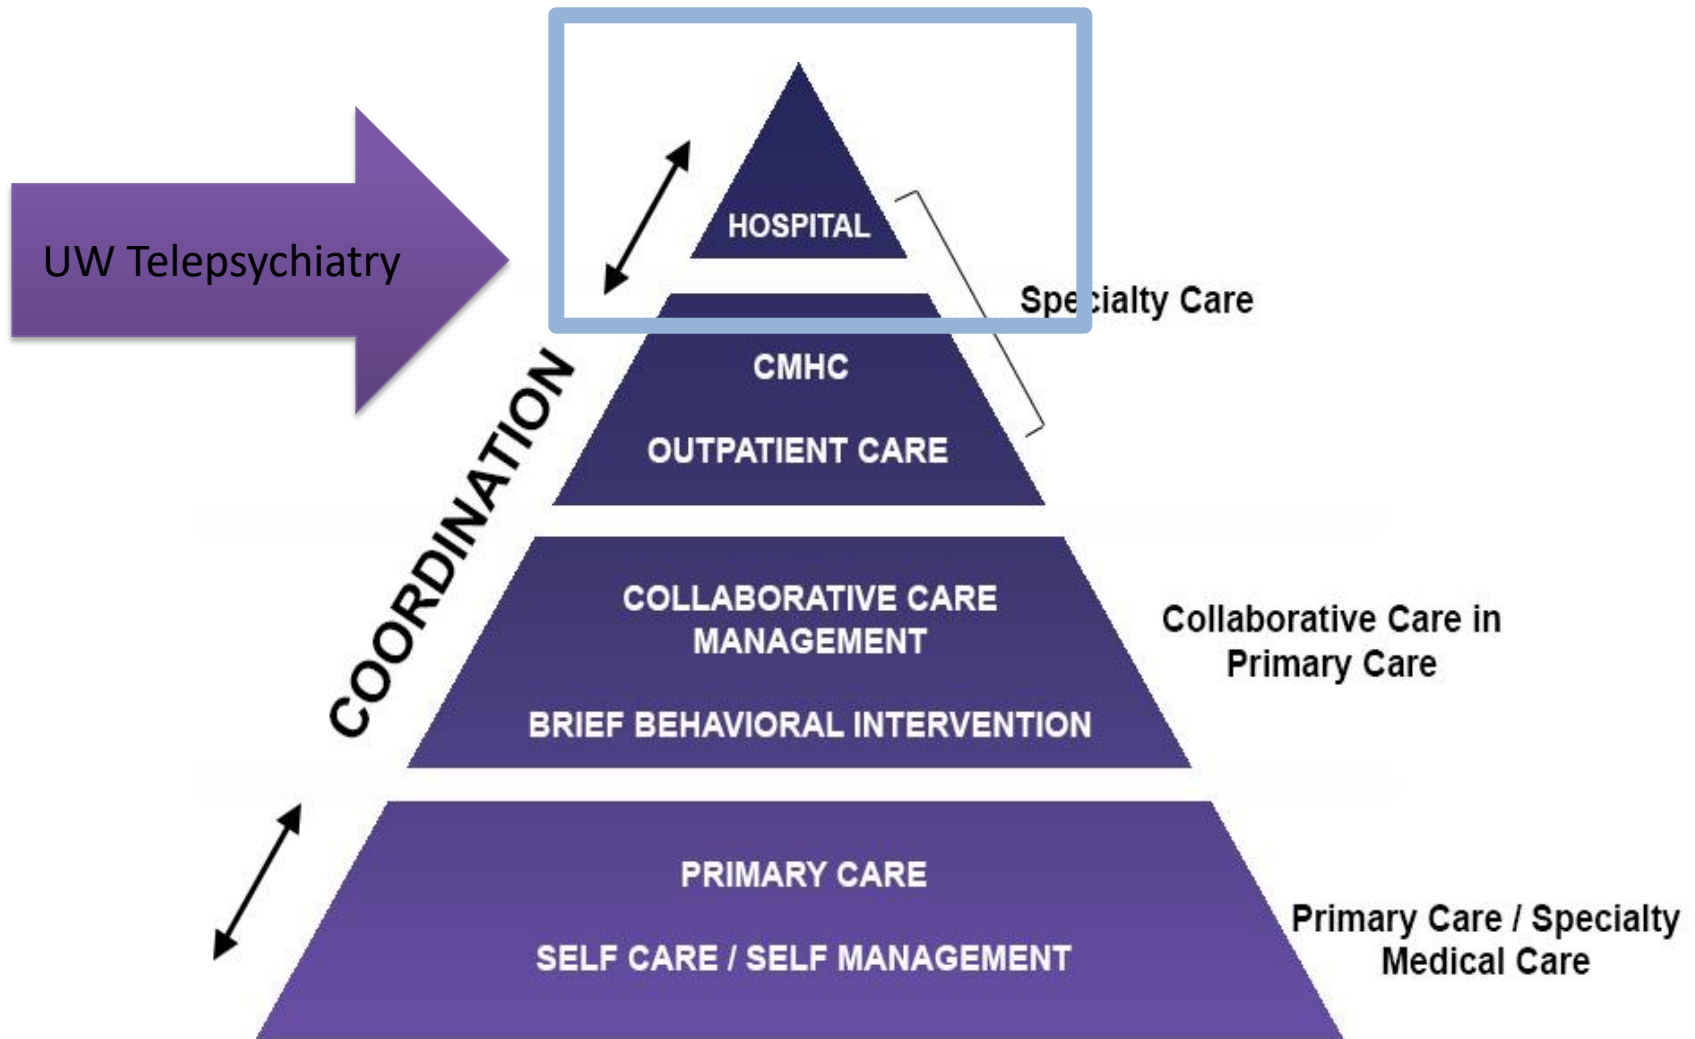 UW Telepsychiatry
HOSPITAL
Specialty Care
CMHC
OUTPATIENT CARE
COORDINATION
COLLABORATIVE CARE
MANAGEMENT
BRIEF BEHAVIORAL INTERVENTION
Collaborative Care in
Primary Care
PRIMARY CARE
SELF CARE / SELF MANAGEMENT
Primary Care / Specialty
Medical Care